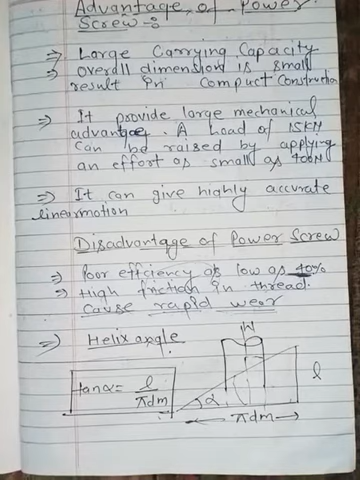 Advantage of Power
Screw :-
⇒ Large Carrying Capacity
⇒ overall dimension is small
result in Compuct Construction
⇒ It provide large mechanical
advantage. A load of 15KN
can be raised by applying
an effort as small as 400N
⇒ It can give highly accurate
linearmotion
Disadvantage of Power Screw
⇒ Poor efficiency as low as 40%
⇒ High friction in thread.
Cause rapid wear
⇒ Helix angle
W
tanα = l / πdm
α
l
πdm